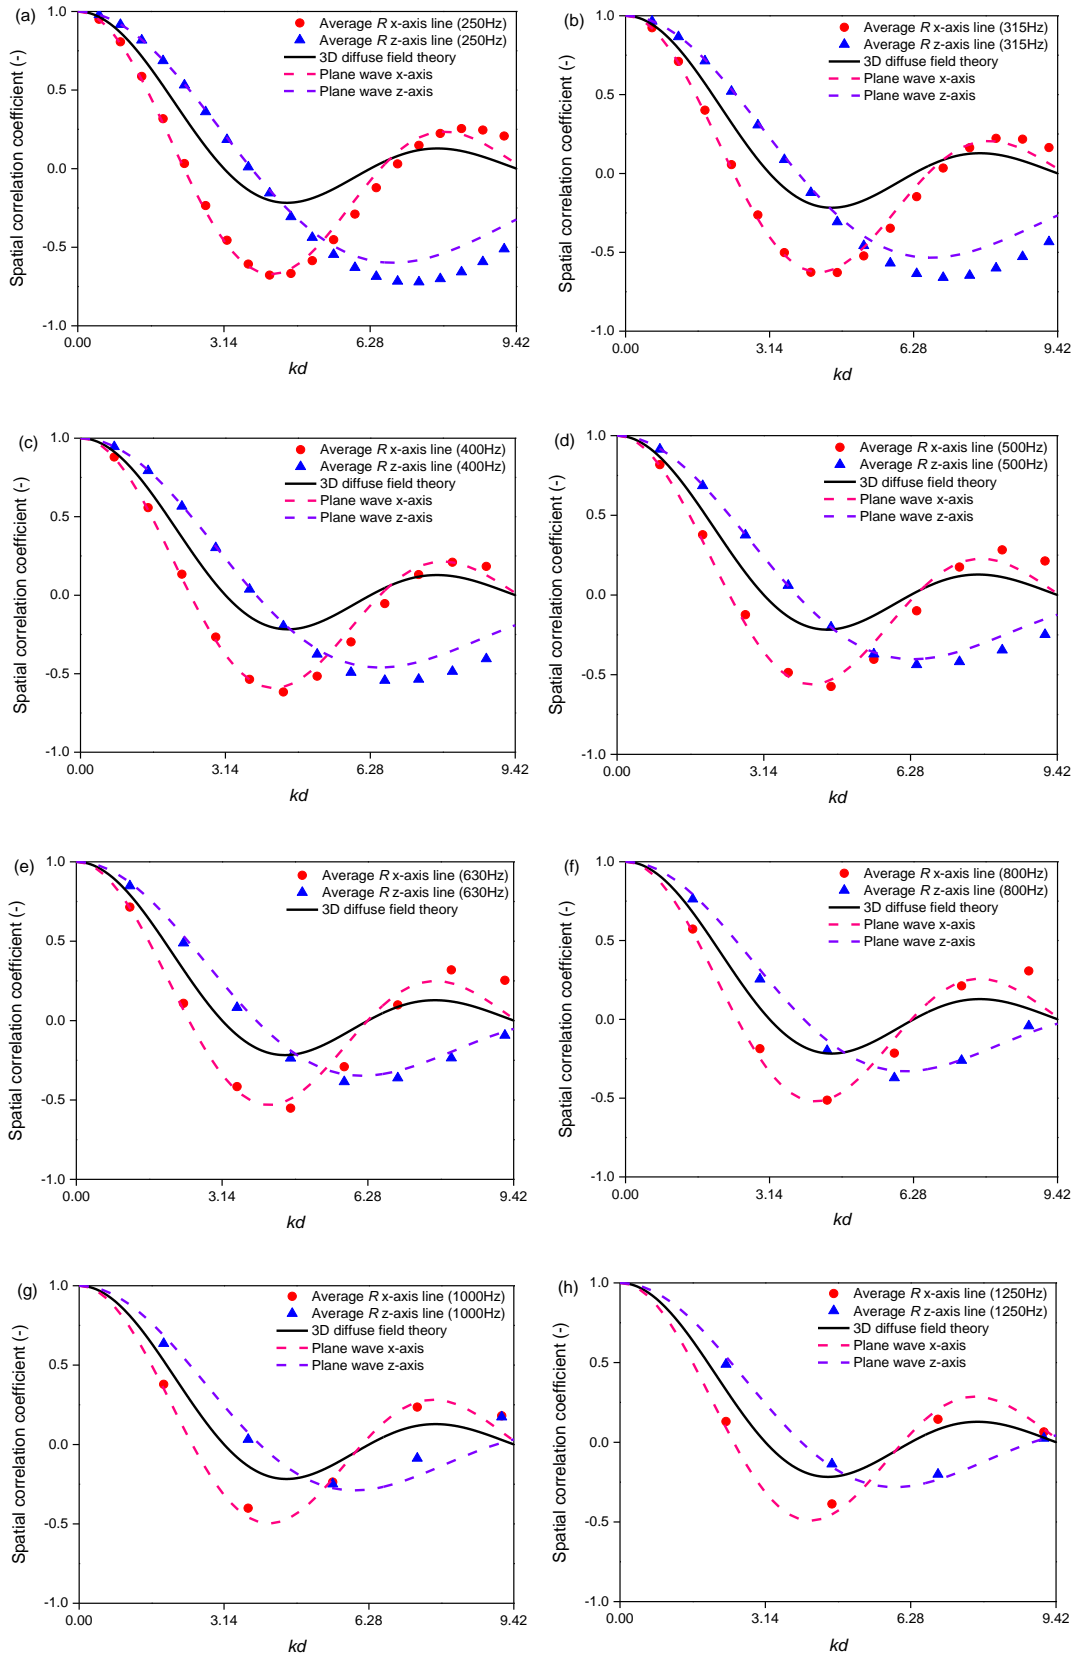 (a)
Average R x-axis line (250Hz)
Average R z-axis line (250Hz)
3D diffuse field theory
Plane wave x-axis
Plane wave z-axis
Spatial correlation coefficient (-)
1.0
0.5
0.0
-0.5
-1.0
0.00
3.14
6.28
9.42
kd
(b)
Average R x-axis line (315Hz)
Average R z-axis line (315Hz)
3D diffuse field theory
Plane wave x-axis
Plane wave z-axis
Spatial correlation coefficient (-)
1.0
0.5
0.0
-0.5
-1.0
0.00
3.14
6.28
9.42
kd
(c)
Average R x-axis line (400Hz)
Average R z-axis line (400Hz)
3D diffuse field theory
Plane wave x-axis
Plane wave z-axis
Spatial correlation coefficient (-)
1.0
0.5
0.0
-0.5
-1.0
0.00
3.14
6.28
9.42
kd
(d)
Average R x-axis line (500Hz)
Average R z-axis line (500Hz)
3D diffuse field theory
Plane wave x-axis
Plane wave z-axis
Spatial correlation coefficient (-)
1.0
0.5
0.0
-0.5
-1.0
0.00
3.14
6.28
9.42
kd
(e)
Average R x-axis line (630Hz)
Average R z-axis line (630Hz)
3D diffuse field theory
Spatial correlation coefficient (-)
1.0
0.5
0.0
-0.5
-1.0
0.00
3.14
6.28
9.42
kd
(f)
Average R x-axis line (800Hz)
Average R z-axis line (800Hz)
3D diffuse field theory
Plane wave x-axis
Plane wave z-axis
Spatial correlation coefficient (-)
1.0
0.5
0.0
-0.5
-1.0
0.00
3.14
6.28
9.42
kd
(g)
Average R x-axis line (1000Hz)
Average R z-axis line (1000Hz)
3D diffuse field theory
Plane wave x-axis
Plane wave z-axis
Spatial correlation coefficient (-)
1.0
0.5
0.0
-0.5
-1.0
0.00
3.14
6.28
9.42
kd
(h)
Average R x-axis line (1250Hz)
Average R z-axis line (1250Hz)
3D diffuse field theory
Plane wave x-axis
Plane wave z-axis
Spatial correlation coefficient (-)
1.0
0.5
0.0
-0.5
-1.0
0.00
3.14
6.28
9.42
kd